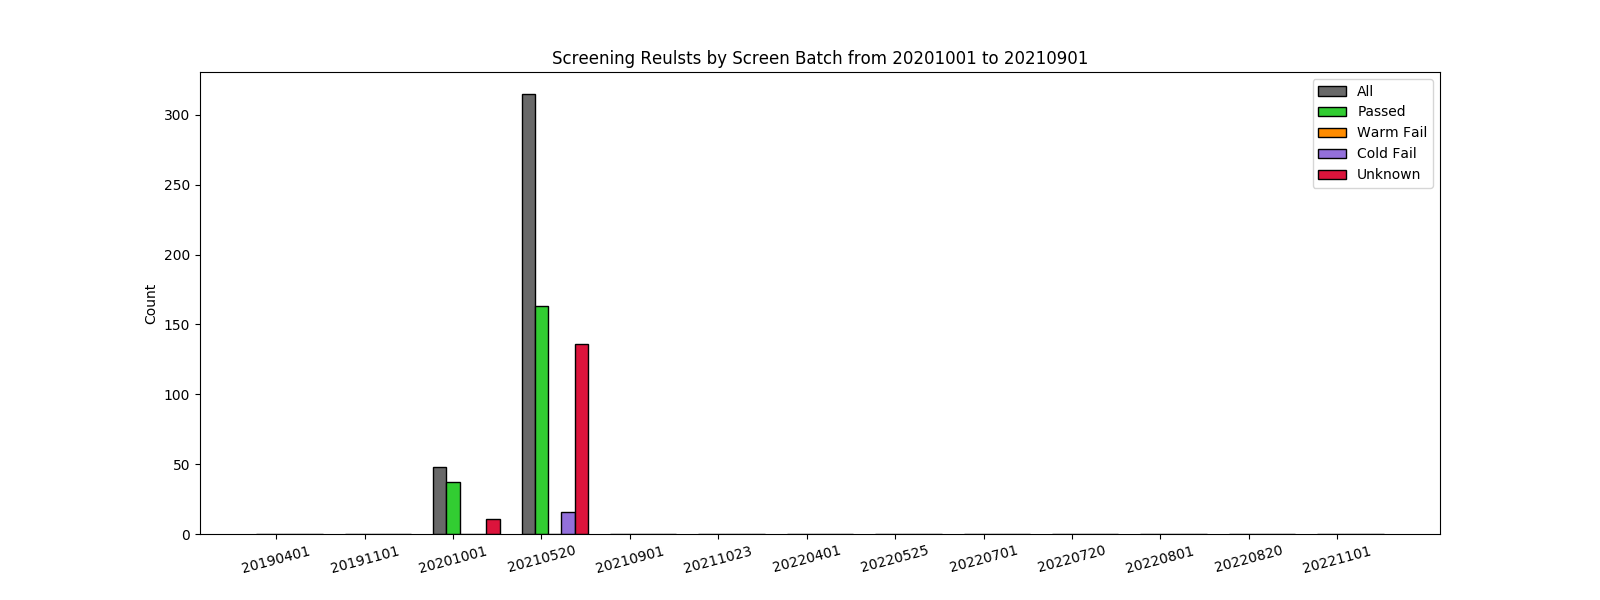 Screening Reulsts by Screen Batch from 20201001 to 20210901
All
Passed
Warm Fail
Cold Fail
Unknown
Count
300
250
200
150
100
50
0
20190401 20191101 20201001 20210520 20210901 20211023 20220401 20220525 20220701 20220720 20220801 20220820 20221101